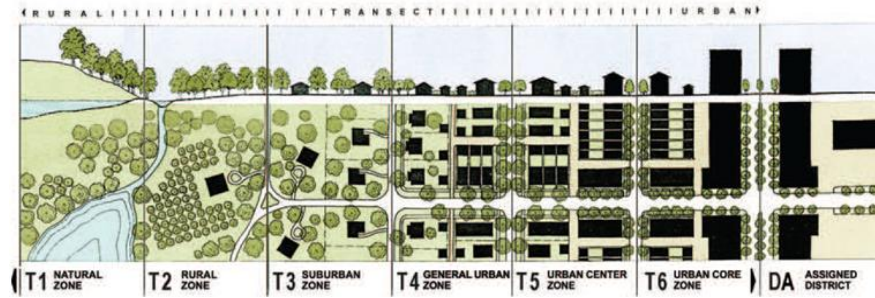 RURAL TRANSECT URBAN
T1 NATURAL ZONE
T2 RURAL ZONE
T3 SUBURBAN ZONE
T4 GENERAL URBAN ZONE
T5 URBAN CENTER ZONE
T6 URBAN CORE ZONE
DA ASSIGNED DISTRICT